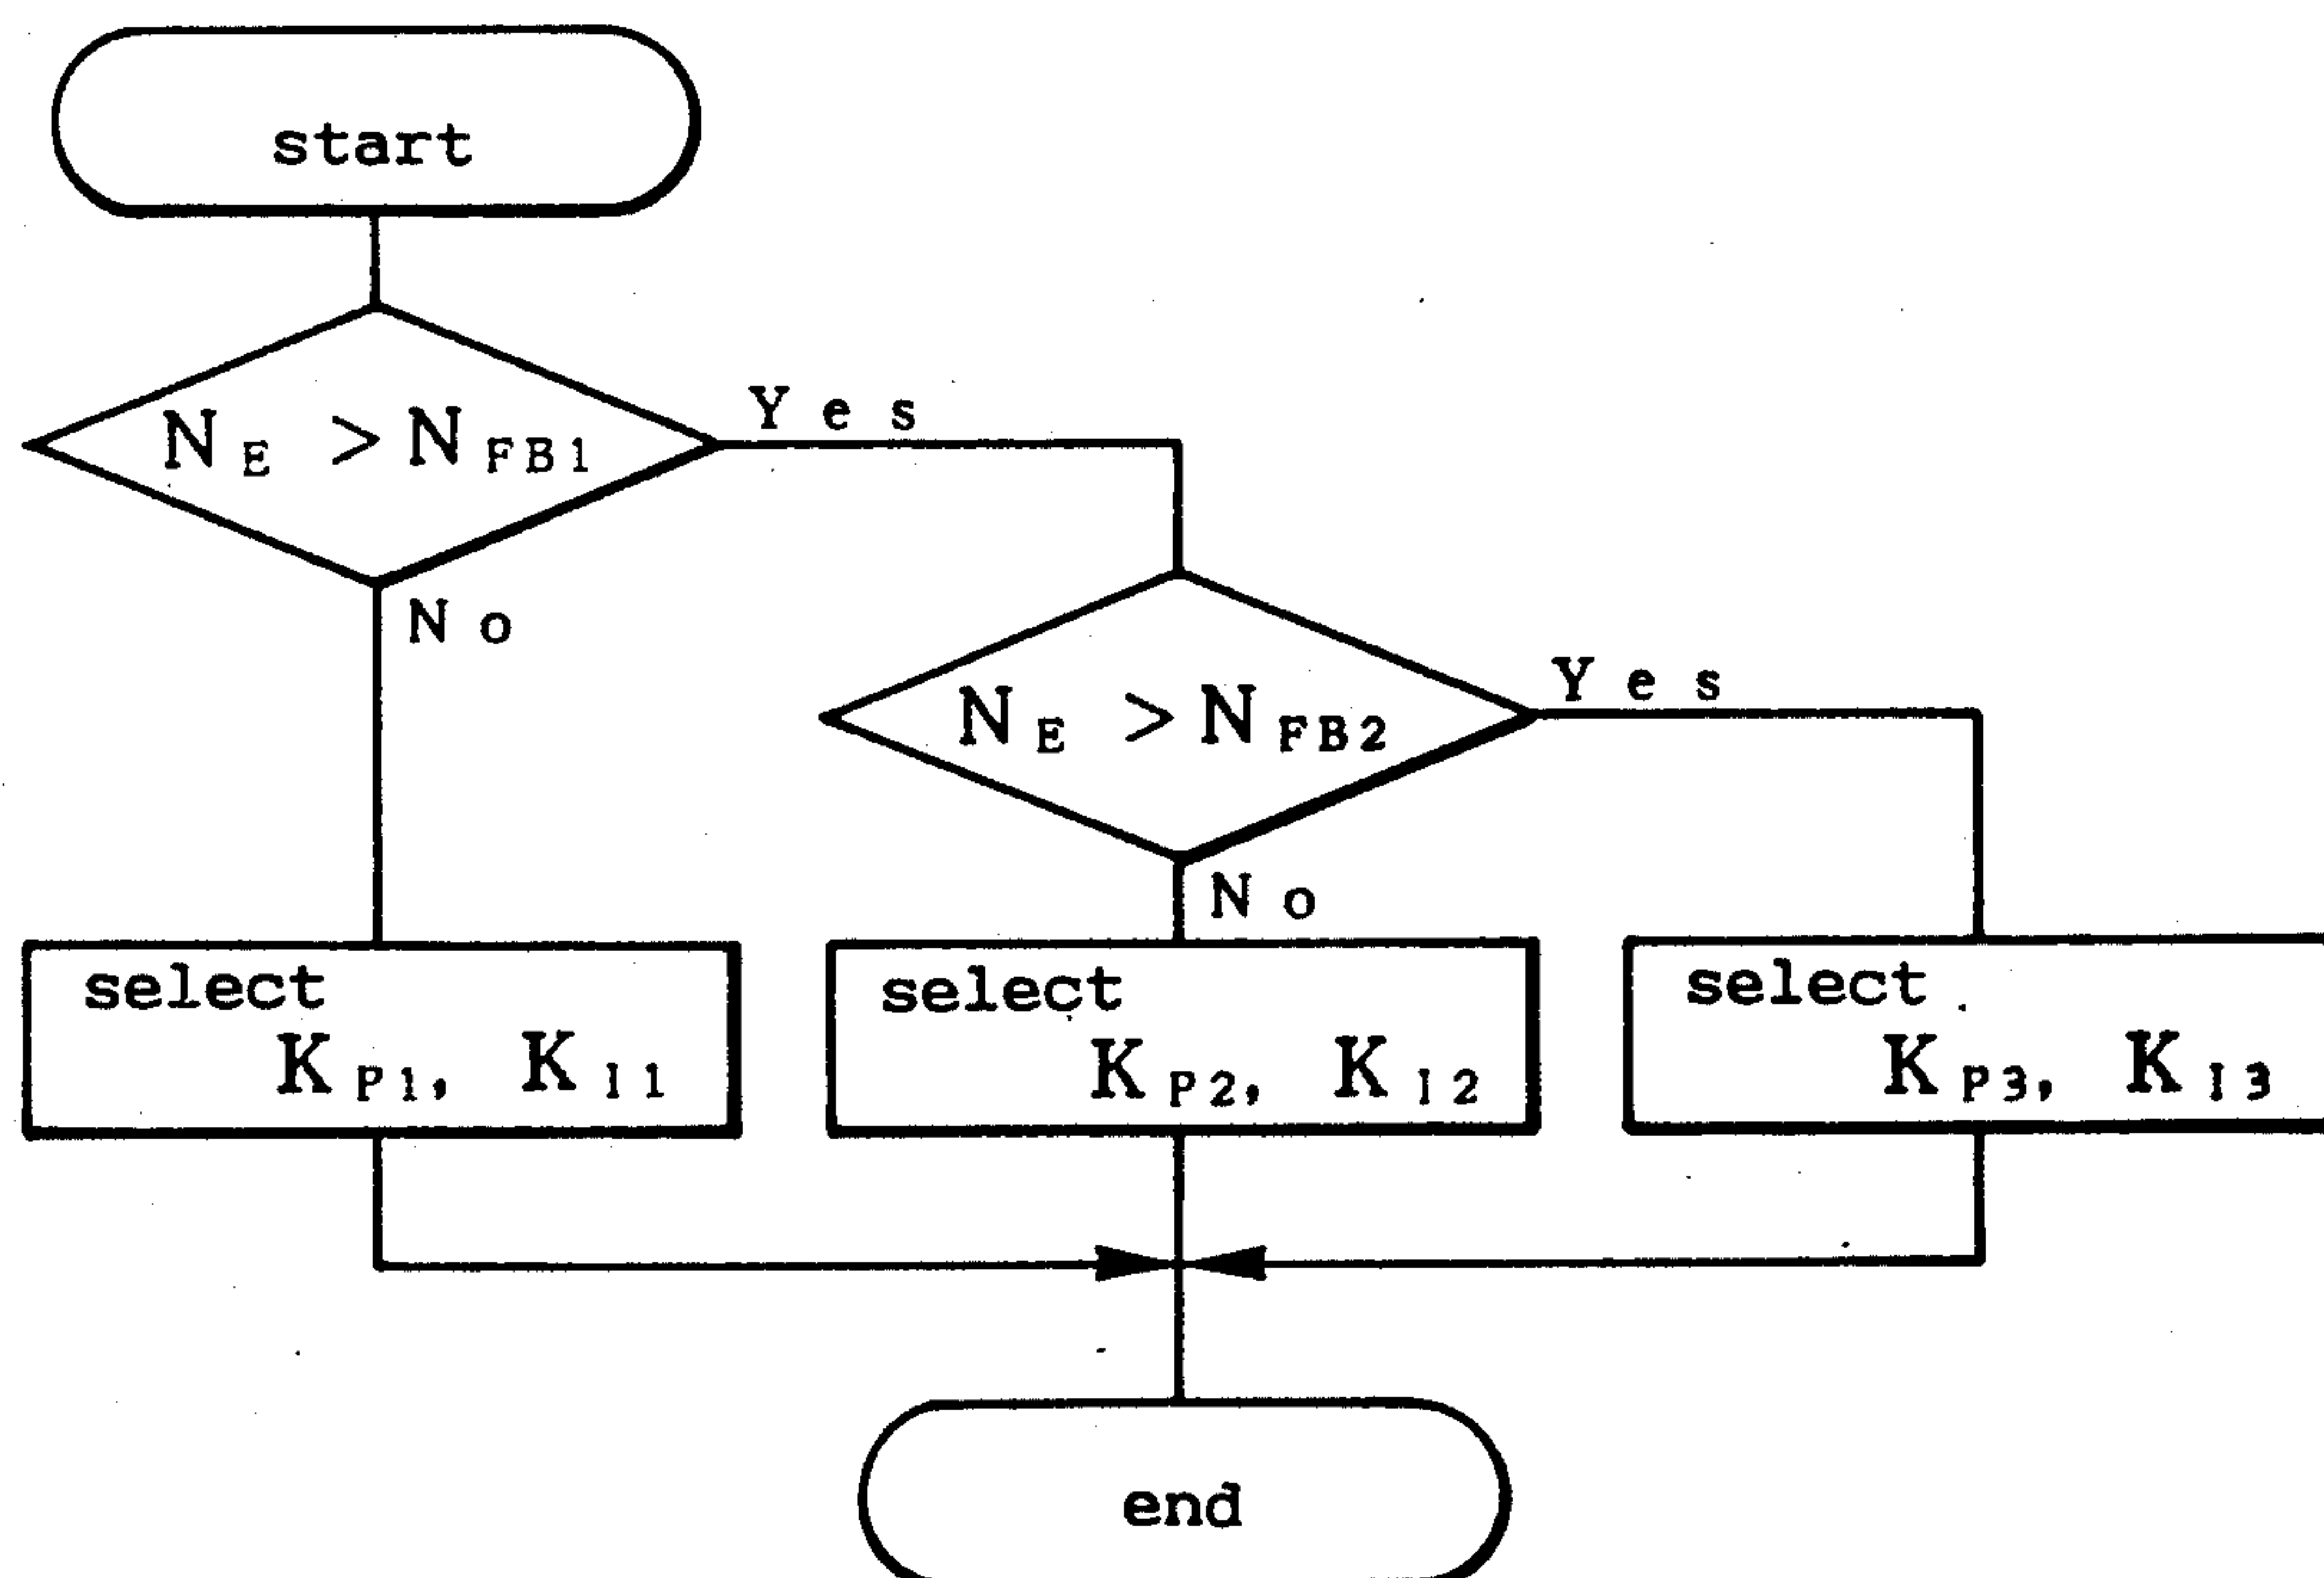 start
N_E > N_FB1
Yes
No
N_E > N_FB2
Yes
No
select
K_P1, K_I1
select
K_P2, K_I2
select
K_P3, K_I3
end